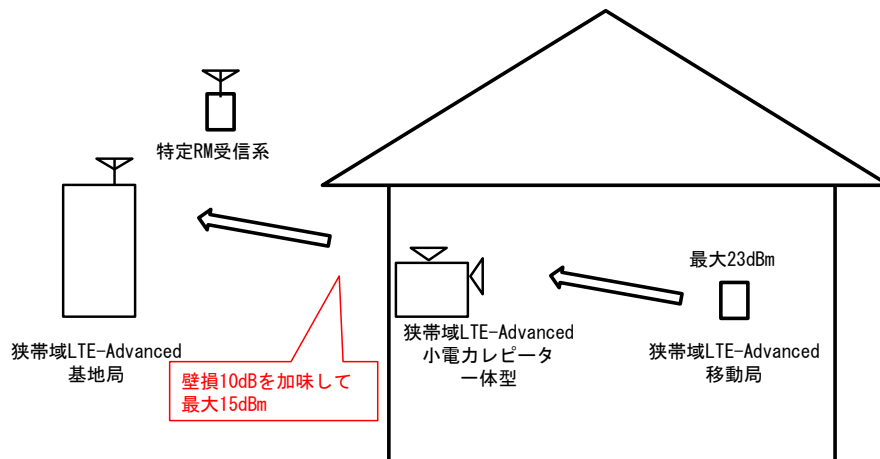 特定RM受信系
最大23dBm
狭帯域LTE-Advanced
基地局
狭帯域LTE-Advanced
小電力レピータ
一体型
狭帯域LTE-Advanced
移動局
壁損10dBを加味して
最大15dBm